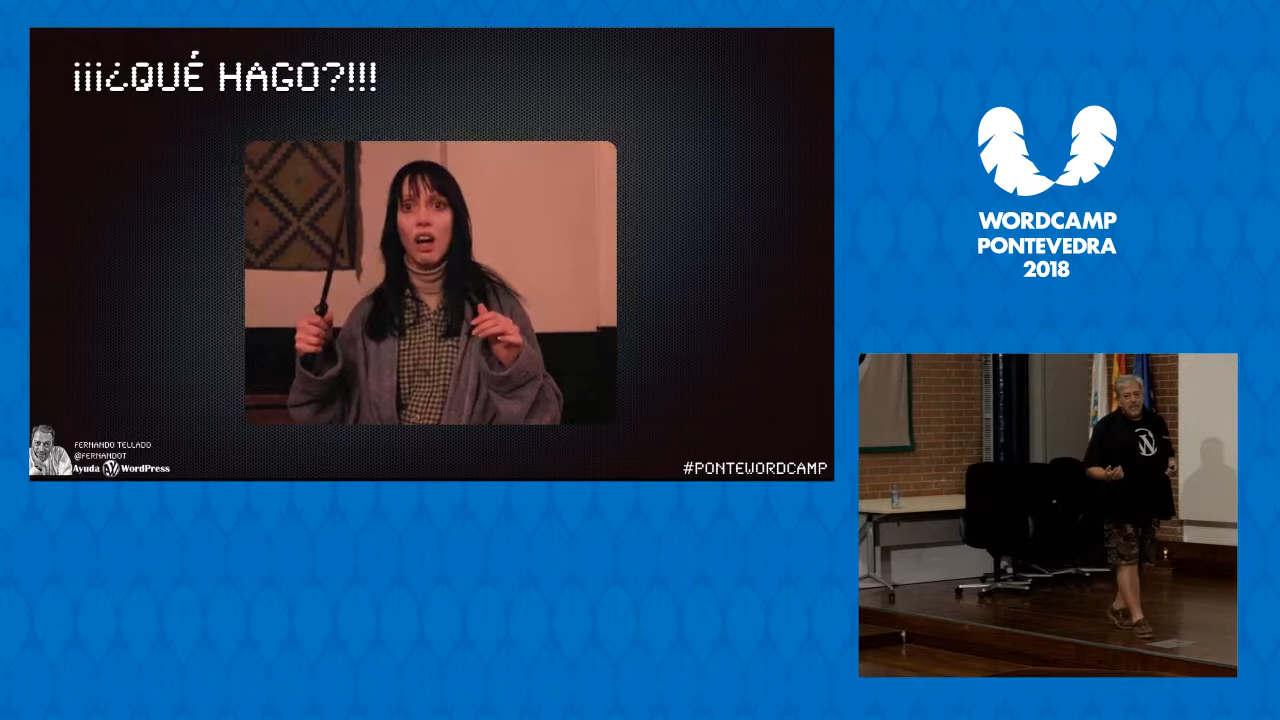 ¡¡¡¿QUÉ HAGO?!!!
FERNANDO TELLADO
@FERNANDOT
Ayuda WordPress
#PONTEWORDCAMP
WORDCAMP
PONTEVEDRA
2018